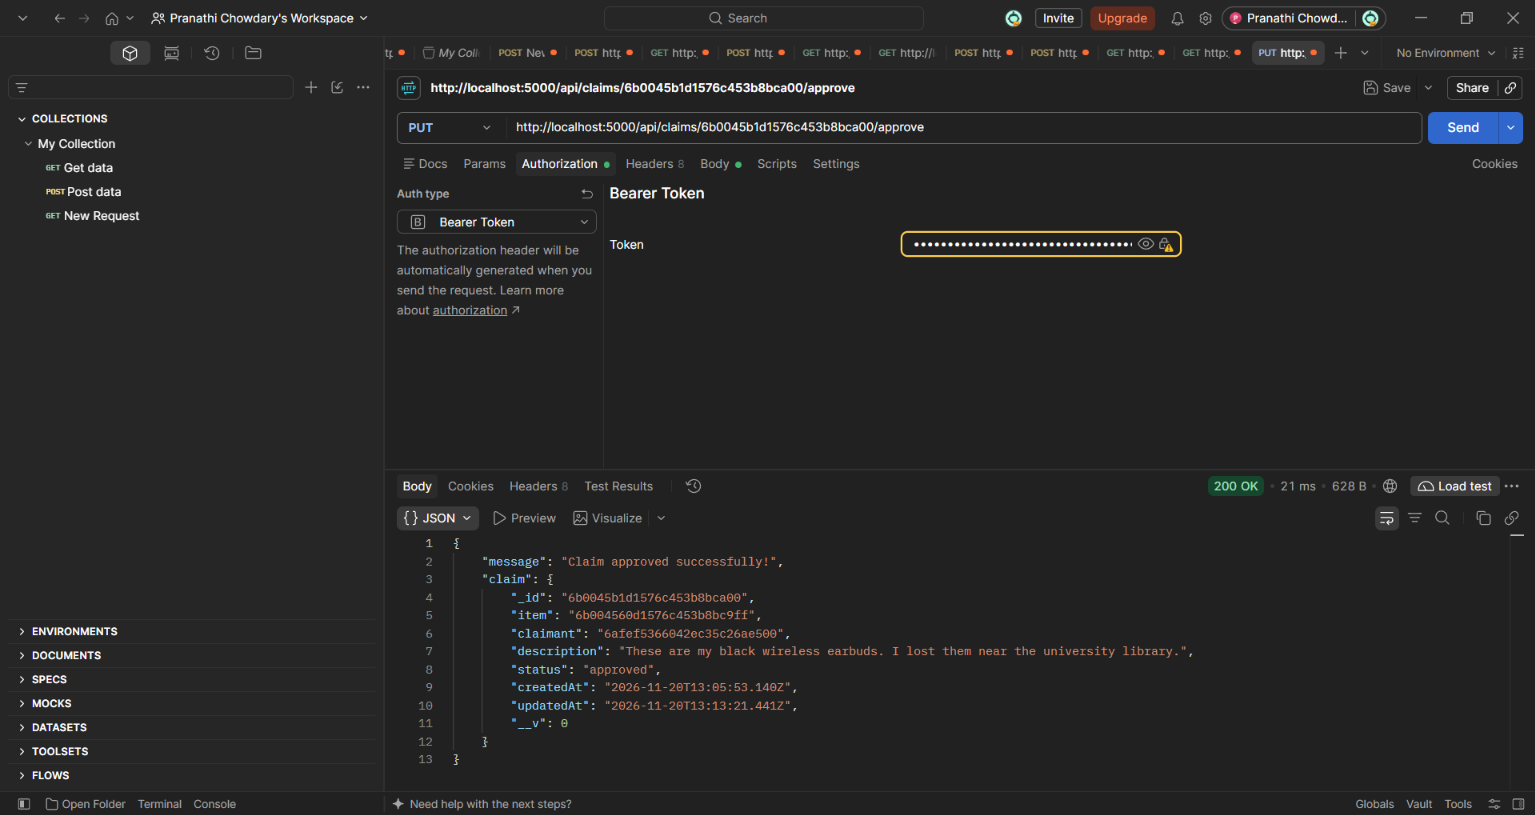 Pranathi Chowdary's Workspace
Search
Invite
Upgrade
Pranathi Chowd...
My Coll
POST Nev
POST http
GET http:
POST http
GET http:
GET http://
POST http
POST http
GET http:
GET http:
PUT http:
No Environment
HTTP http://localhost:5000/api/claims/6b0045b1d1576c453b8bca00/approve
Save
Share
COLLECTIONS
My Collection
GET Get data
POST Post data
GET New Request
PUT
http://localhost:5000/api/claims/6b0045b1d1576c453b8bca00/approve
Send
Docs Params Authorization Headers 8 Body Scripts Settings Cookies
Auth type
B Bearer Token
The authorization header will be
automatically generated when you
send the request. Learn more
about authorization ↗
Bearer Token
Token
Body Cookies Headers 8 Test Results
200 OK • 21 ms • 628 B •
Load test
{} JSON Preview Visualize
1 {
2 "message": "Claim approved successfully!",
3 "claim": {
4 "_id": "6b0045b1d1576c453b8bca00",
5 "item": "6b004560d1576c453b8bc9ff",
6 "claimant": "6afef5366042ec35c26ae500",
7 "description": "These are my black wireless earbuds. I lost them near the university library.",
8 "status": "approved",
9 "createdAt": "2026-11-20T13:05:53.140Z",
10 "updatedAt": "2026-11-20T13:13:21.441Z",
11 "__v": 0
12 }
13 }
ENVIRONMENTS
DOCUMENTS
SPECS
MOCKS
DATASETS
TOOLSETS
FLOWS
Open Folder Terminal Console
Need help with the next steps?
Globals Vault Tools